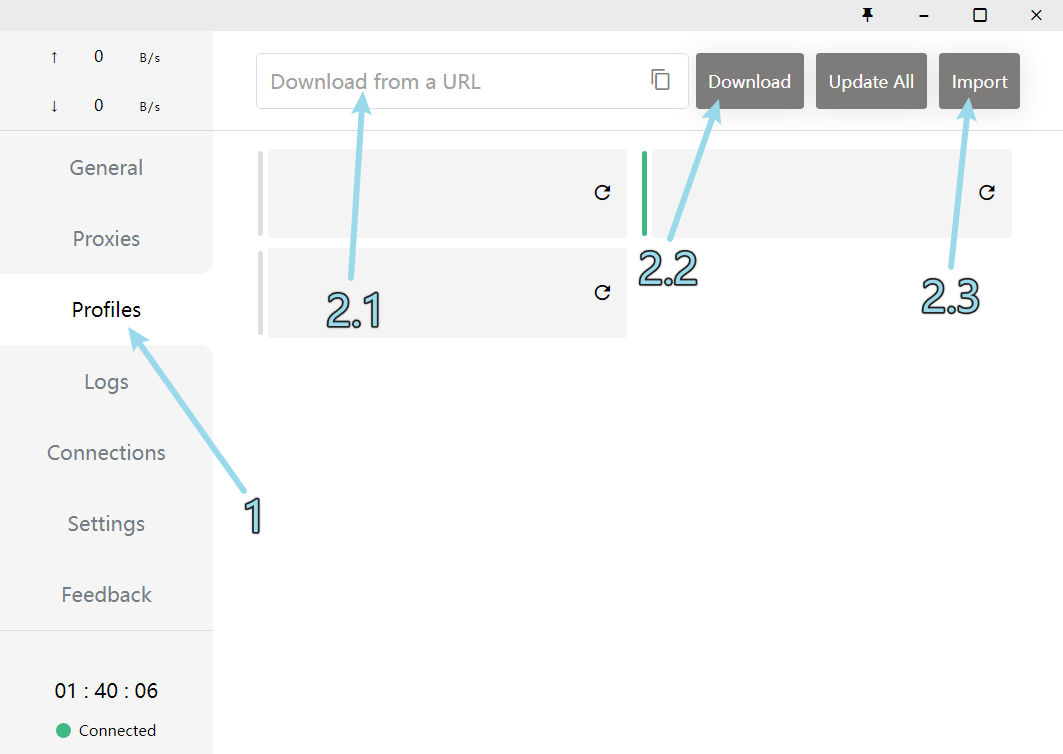 ↑ 0 B/s
↓ 0 B/s
Download from a URL
Download
Update All
Import
General
Proxies
Profiles
Logs
Connections
Settings
Feedback
2.1
2.2
2.3
1
01 : 40 : 06
Connected